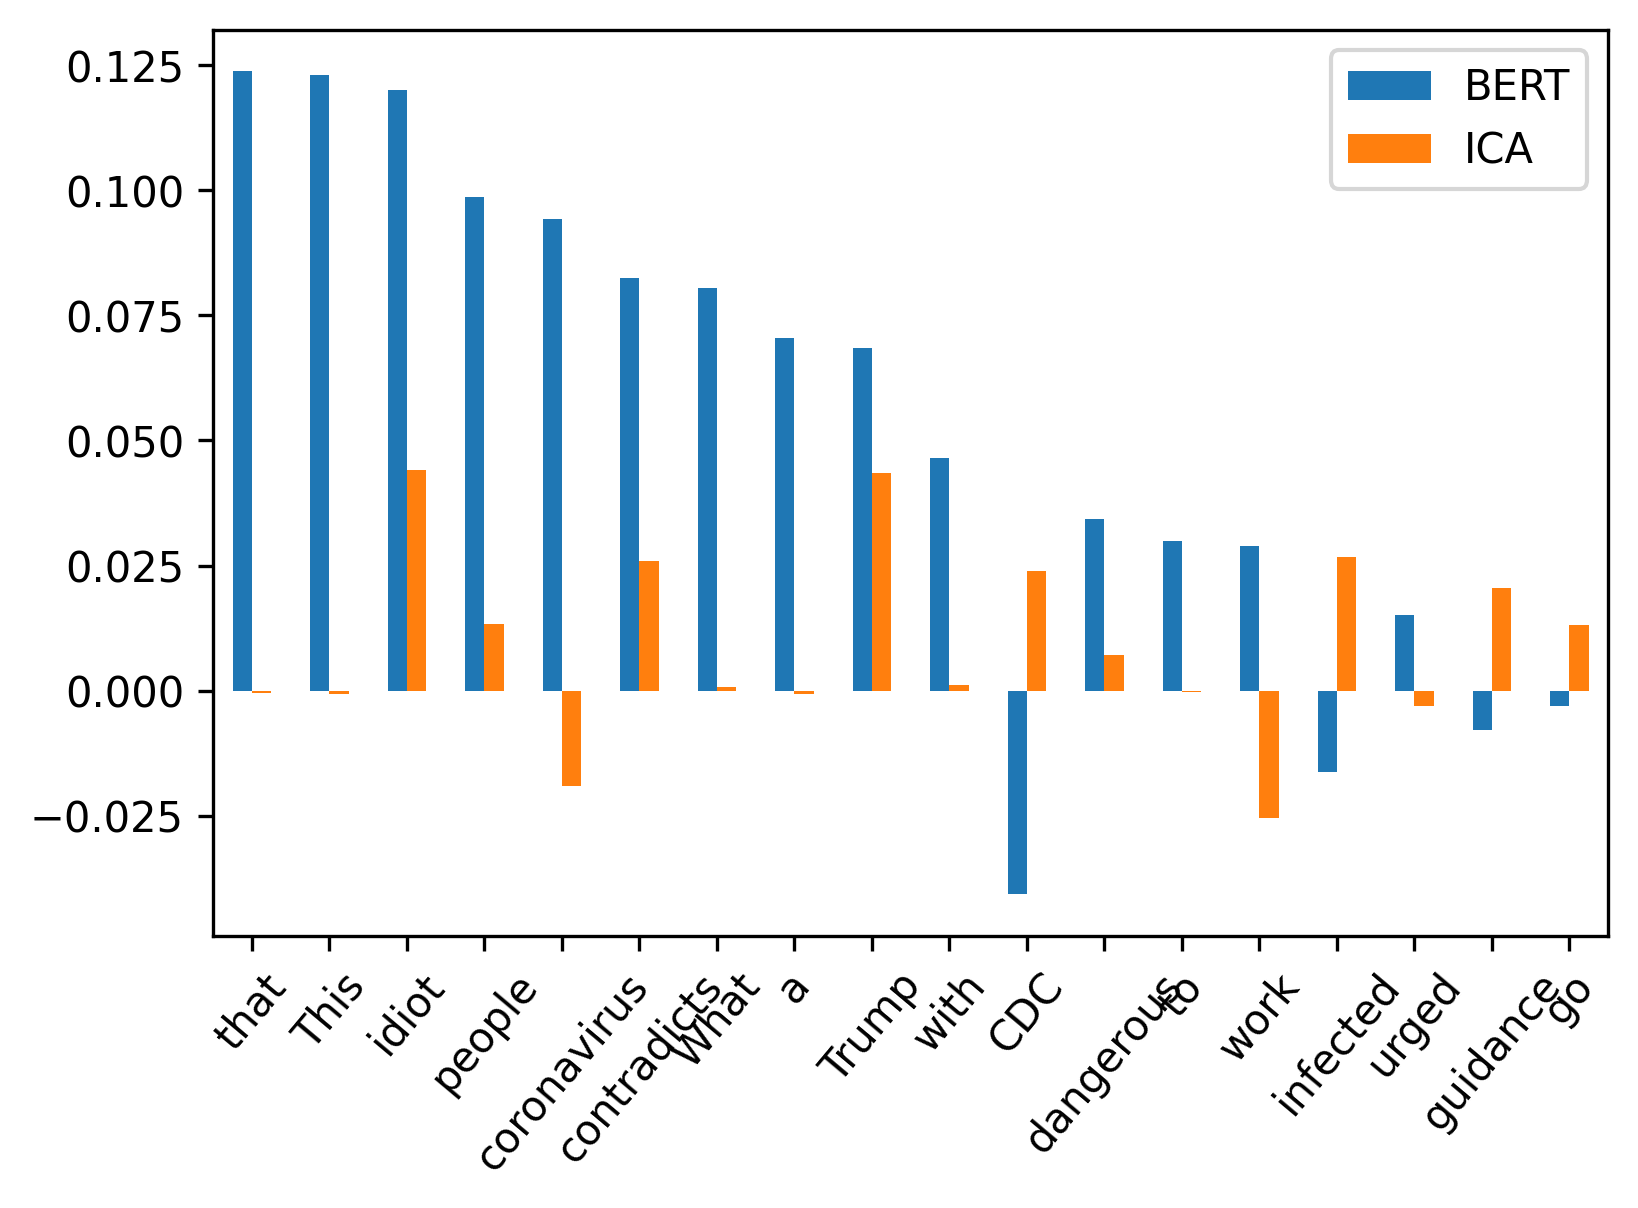 0.125
0.100
0.075
0.050
0.025
0.000
−0.025
BERT
ICA
that
This
idiot
people
coronavirus
contradicts
What
a
Trump
with
CDC
dangerous
to
work
infected
urged
guidance
go